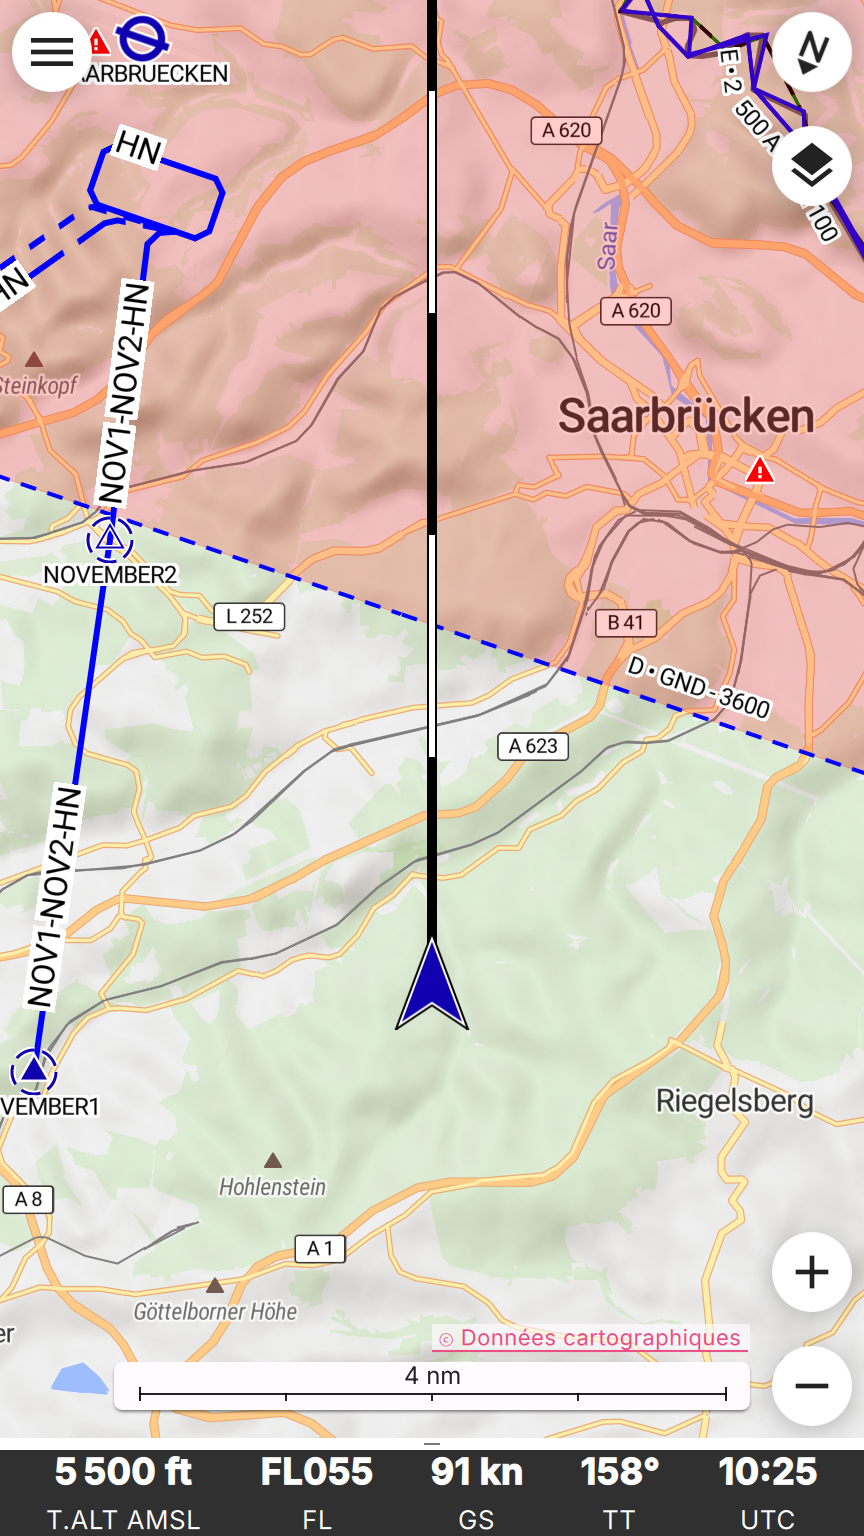 ARBRUECKEN
N
E • 2
500 A
100
A 620
HN
Saar
HN
A 620
NOV1-NOV2-HN
Steinkopf
Saarbrücken
NOVEMBER2
L 252
B 41
D • GND - 3600
A 623
NOV1-NOV2-HN
VEMBER1
Riegelsberg
Hohlenstein
A 8
A 1
Göttelborner Höhe
er
© Données cartographiques
4 nm
5 500 ft FL055 91 kn 158° 10:25
T.ALT AMSL FL GS TT UTC